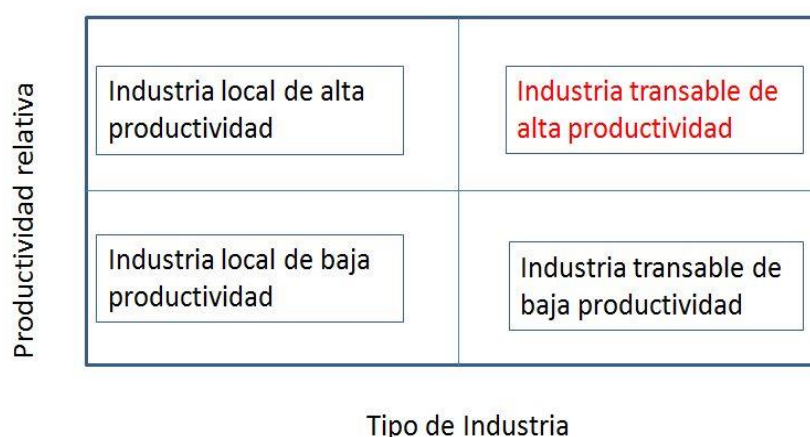 Productividad relativa
Industria local de alta
productividad
Industria transable de
alta productividad
Industria local de baja
productividad
Industria transable de
baja productividad
Tipo de Industria